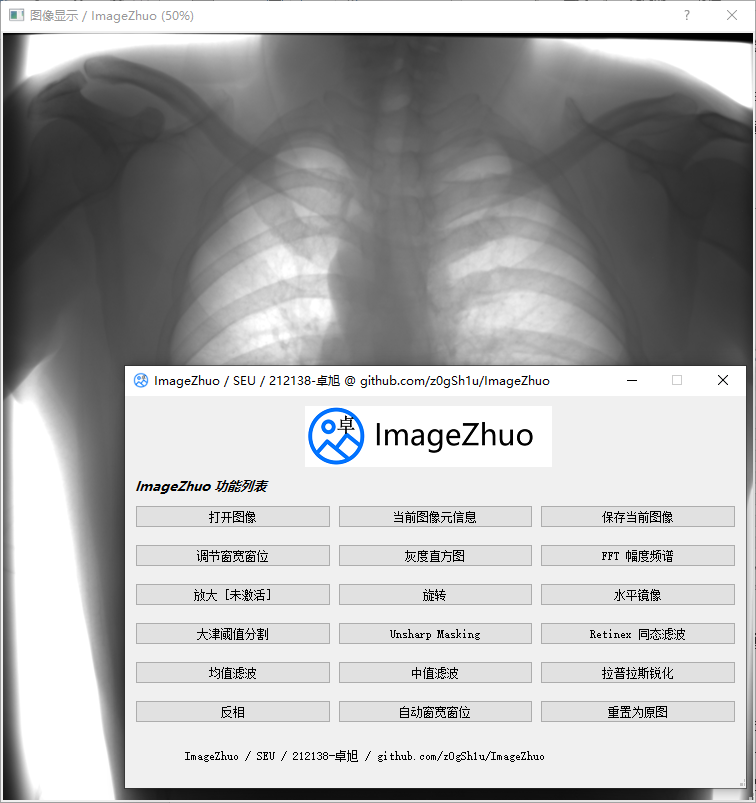 图像显示 / ImageZhuo (50%)
ImageZhuo / SEU / 212138-卓旭 @ github.com/z0gSh1u/ImageZhuo
卓 ImageZhuo
ImageZhuo 功能列表
打开图像 当前图像元信息 保存当前图像
调节窗宽窗位 灰度直方图 FFT 幅度频谱
放大 [未激活] 旋转 水平镜像
大津阈值分割 Unsharp Masking Retinex 同态滤波
均值滤波 中值滤波 拉普拉斯锐化
反相 自动窗宽窗位 重置为原图
ImageZhuo / SEU / 212138-卓旭 / github.com/z0gSh1u/ImageZhuo